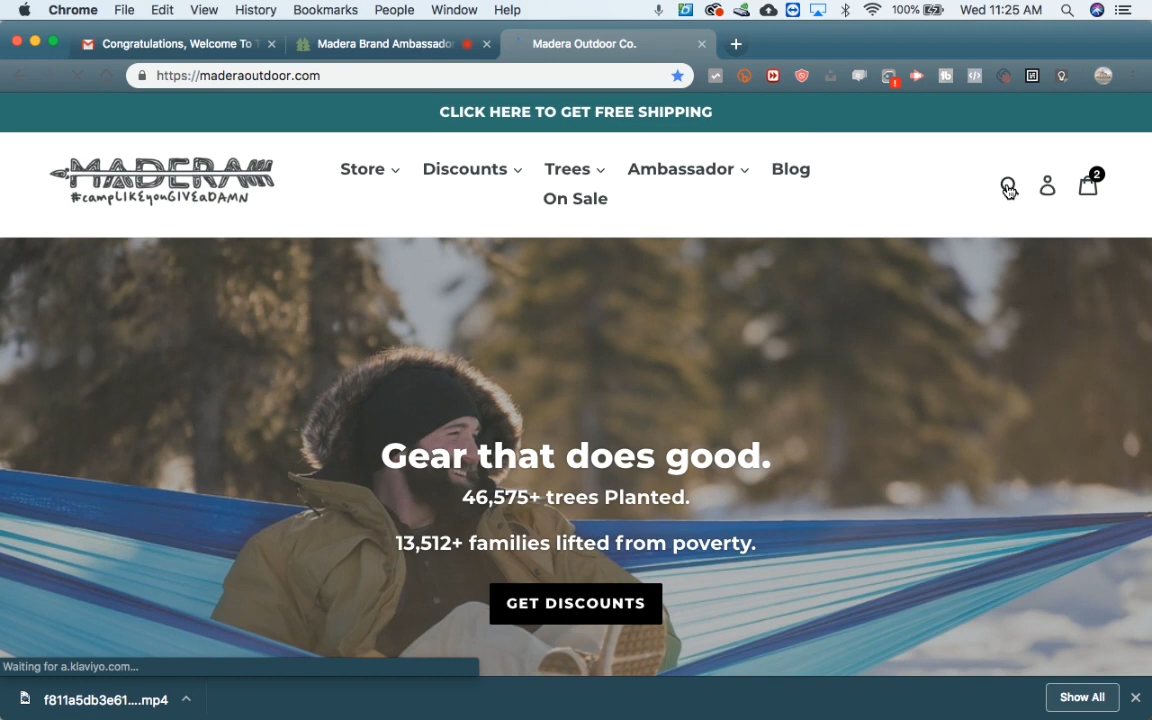 Chrome File Edit View History Bookmarks People Window Help 100% Wed 11:25 AM
Congratulations, Welcome To T Madera Brand Ambassado Madera Outdoor Co.
https://maderaoutdoor.com
CLICK HERE TO GET FREE SHIPPING
MADERA
#campLIKEyouGIVEaDAMN
Store Discounts Trees Ambassador Blog
On Sale
2
Gear that does good.
46,575+ trees Planted.
13,512+ families lifted from poverty.
GET DISCOUNTS
Waiting for a.klaviyo.com...
f811a5db3e61....mp4 Show All